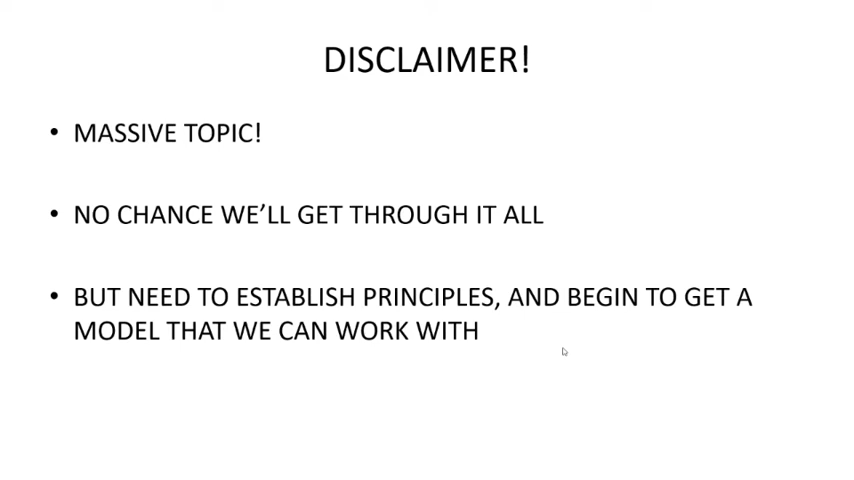 DISCLAIMER!
• MASSIVE TOPIC!
• NO CHANCE WE’LL GET THROUGH IT ALL
• BUT NEED TO ESTABLISH PRINCIPLES, AND BEGIN TO GET A
MODEL THAT WE CAN WORK WITH